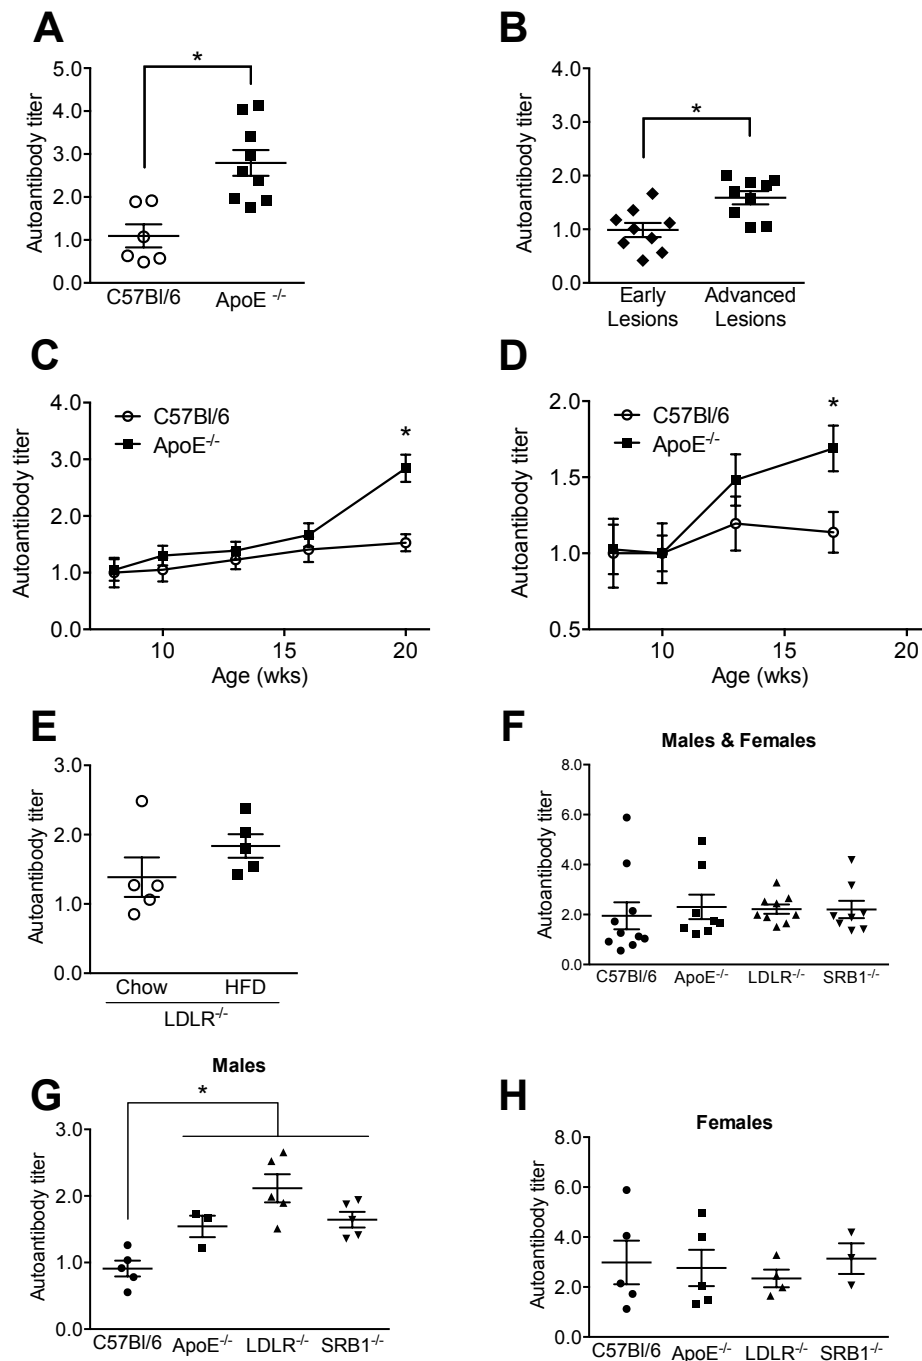 A
Autoantibody titer
*
5.0
4.0
3.0
2.0
1.0
0.0
C57Bl/6
ApoE -/-
B
Autoantibody titer
*
4.0
3.0
2.0
1.0
0.0
Early
Lesions
Advanced
Lesions
C
Autoantibody titer
4.0
3.0
2.0
1.0
0.0
C57Bl/6
ApoE-/-
*
10
15
20
Age (wks)
D
Autoantibody titer
2.0
1.5
1.0
0.5
C57Bl/6
ApoE-/-
*
10
15
20
Age (wks)
E
Autoantibody titer
3.0
2.0
1.0
0.0
Chow
HFD
LDLR-/-
F
Males & Females
Autoantibody titer
8.0
6.0
4.0
2.0
0.0
C57Bl/6
ApoE-/-
LDLR-/-
SRB1-/-
G
Males
*
Autoantibody titer
3.0
2.0
1.0
0.0
C57Bl/6
ApoE-/-
LDLR-/-
SRB1-/-
H
Females
Autoantibody titer
8.0
6.0
4.0
2.0
0.0
C57Bl/6
ApoE-/-
LDLR-/-
SRB1-/-